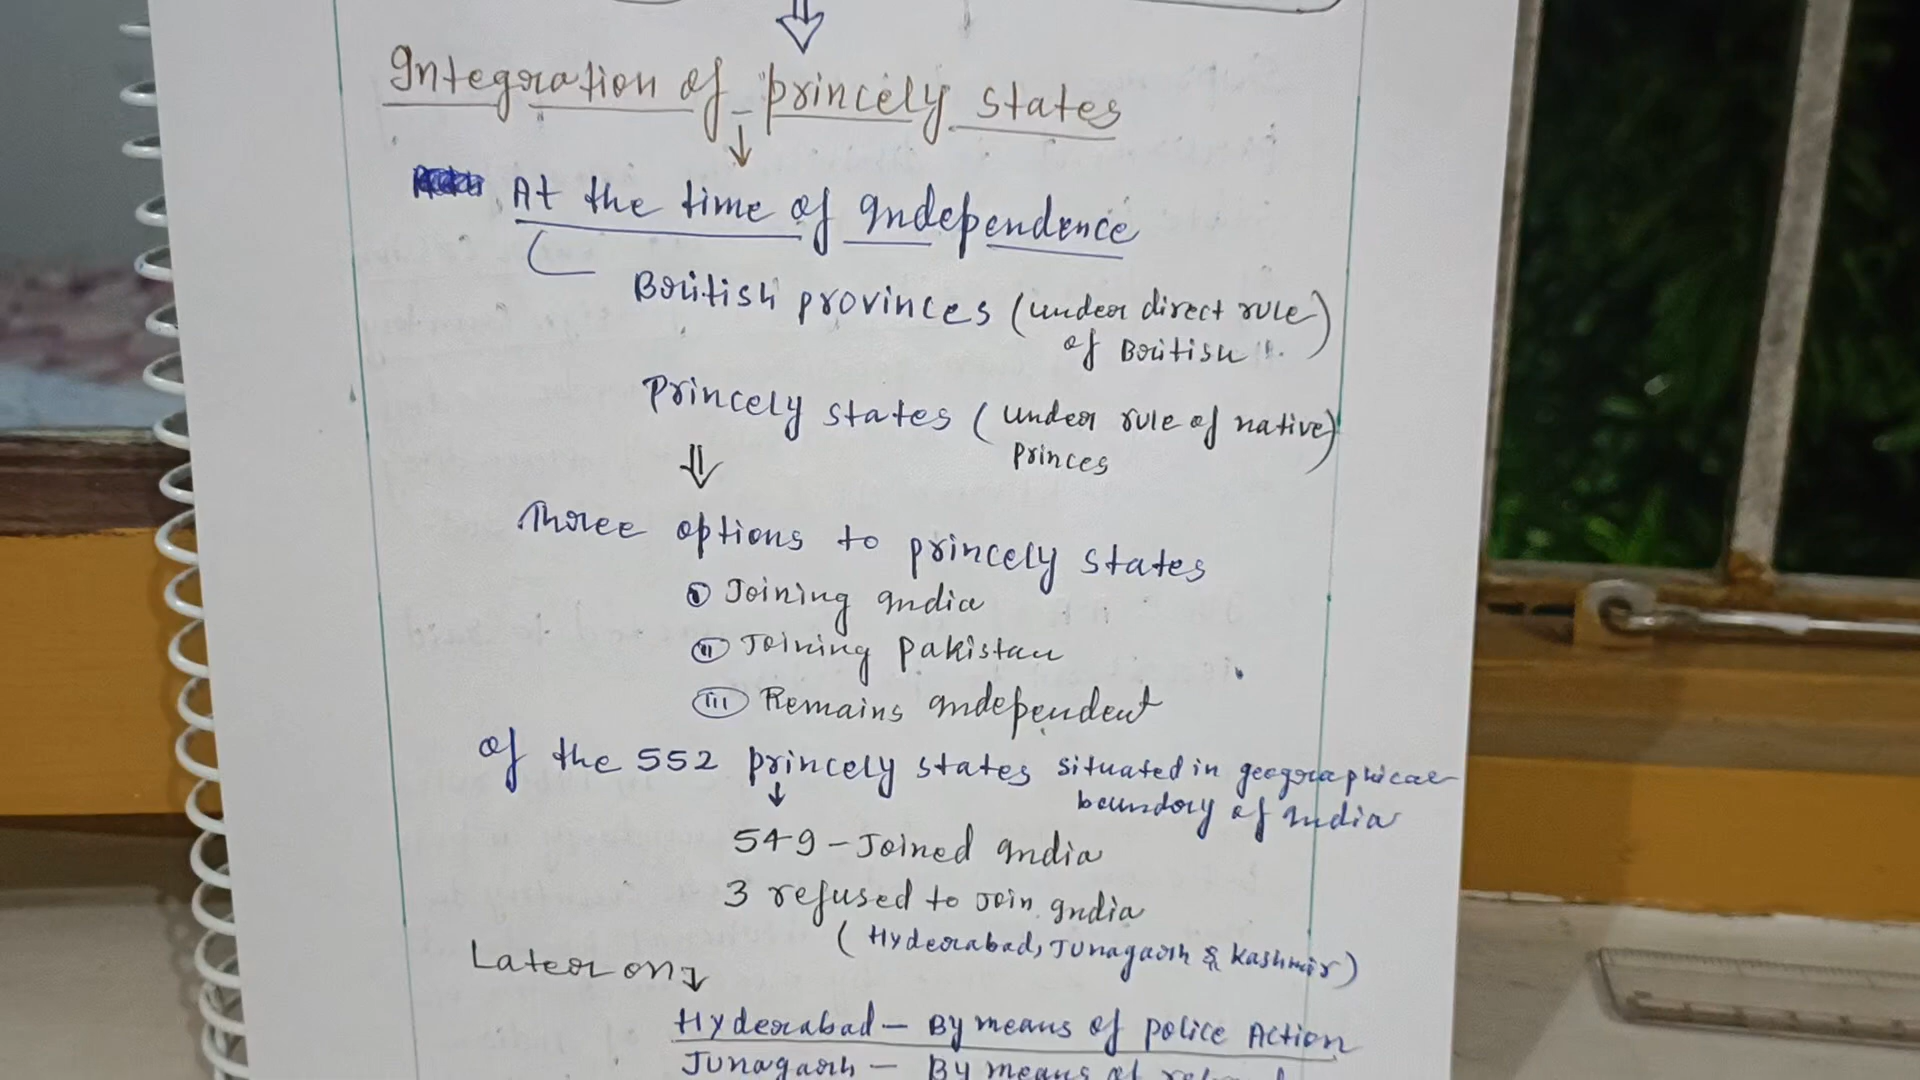 Integration of princely states
At the time of Independence
British provinces (under direct rule
of British)
Princely states (under rule of native
princes)
Three options to princely states
(i) Joining India
(ii) Joining Pakistan
(iii) Remains independent
of the 552 princely states situated in geographical
boundory of India
549 - Joined India
3 refused to Join India
(Hyderabad, Junagarh & Kashmir)
Later on
Hyderabad - By means of police Action
Junagarh - By means of